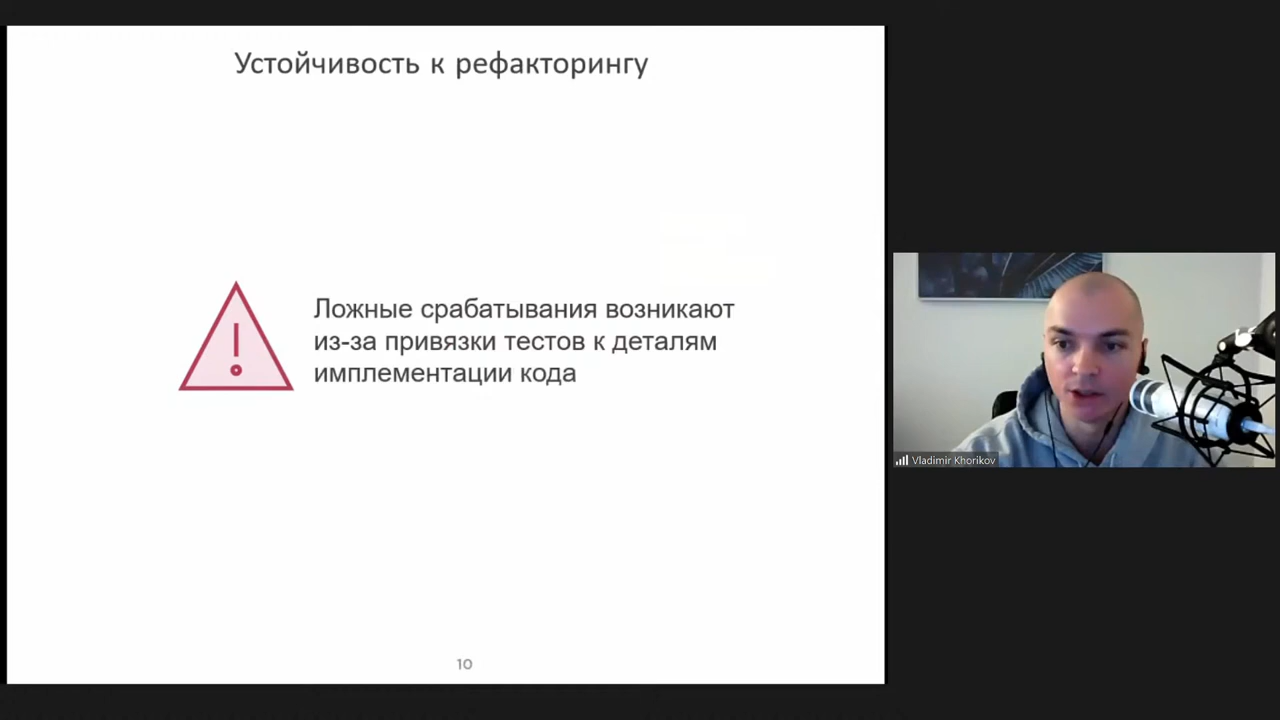 Устойчивость к рефакторингу
Ложные срабатывания возникают
из-за привязки тестов к деталям
имплементации кода
10
Vladimir Khorikov